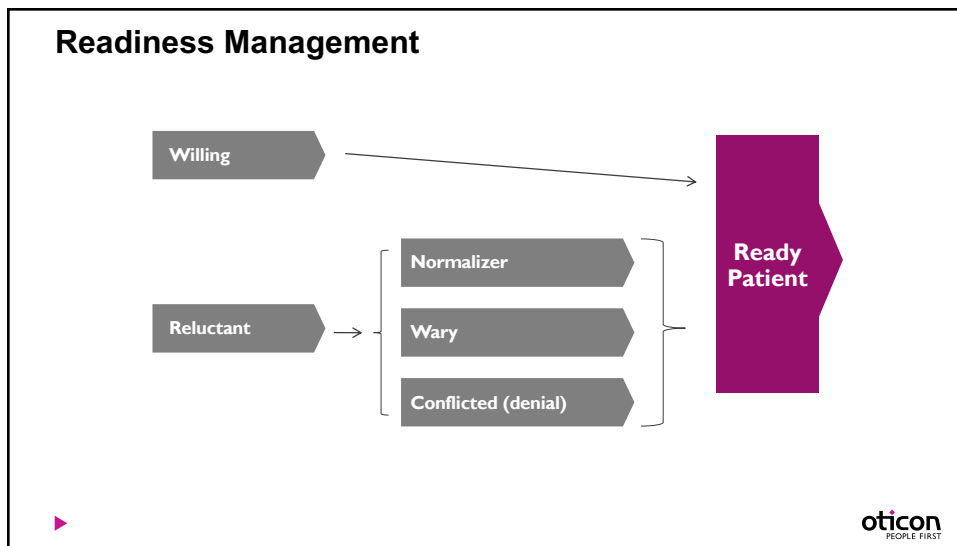 Readiness Management
Willing
Reluctant
Normalizer
Wary
Conflicted (denial)
Ready
Patient
oticon
PEOPLE FIRST